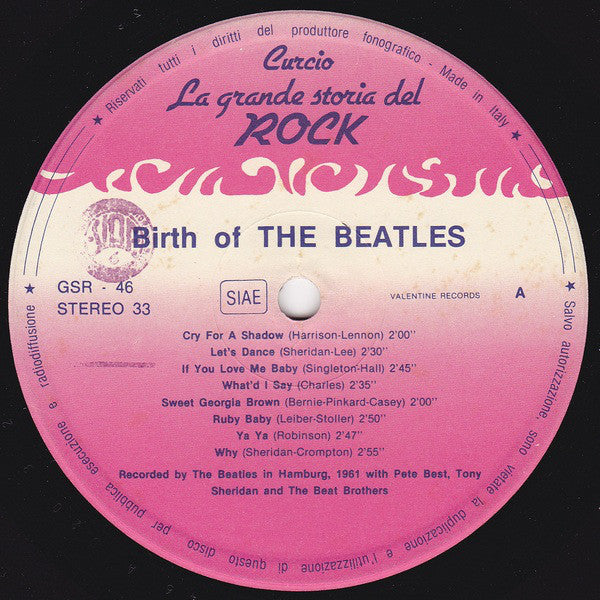 ★ Riservati tutti i diritti del produttore fonografico - Made in Italy ★
Curcio
La grande storia del
ROCK
Birth of THE BEATLES
GSR - 46
STEREO 33
SIAE
VALENTINE RECORDS
A
Cry For A Shadow (Harrison-Lennon) 2'00"
Let's Dance (Sheridan-Lee) 2'30"
If You Love Me Baby (Singleton-Hall) 2'45"
What'd I Say (Charles) 2'35"
Sweet Georgia Brown (Bernie-Pinkard-Casey) 2'00"
Ruby Baby (Leiber-Stoller) 2'50"
Ya Ya (Robinson) 2'47"
Why (Sheridan-Crompton) 2'55"
Recorded by The Beatles in Hamburg, 1961 with Pete Best, Tony
Sheridan and The Beat Brothers
★ Salvo autorizzazione sono vietate la duplicazione e l'utilizzazione di questo disco per pubblica esecuzione e radiodiffusione ★